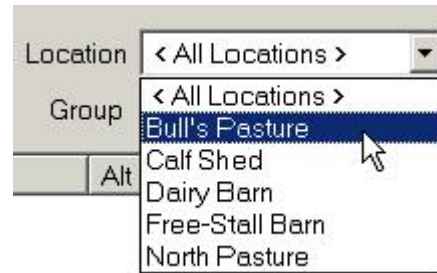 Location < All Locations >
Group < All Locations >
Bull's Pasture
Alt Calf Shed
Dairy Barn
Free-Stall Barn
North Pasture